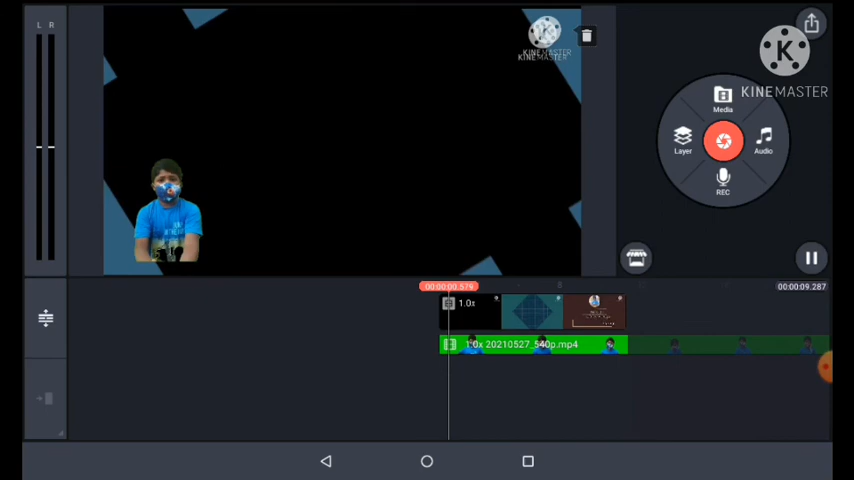 L R
K
KINEMASTER
KINEMASTER
K
KINEMASTER
Media
Layer
Audio
REC
00:00:00.579
00:00:09.287
1.0x
1.0x 20210527_540p.mp4